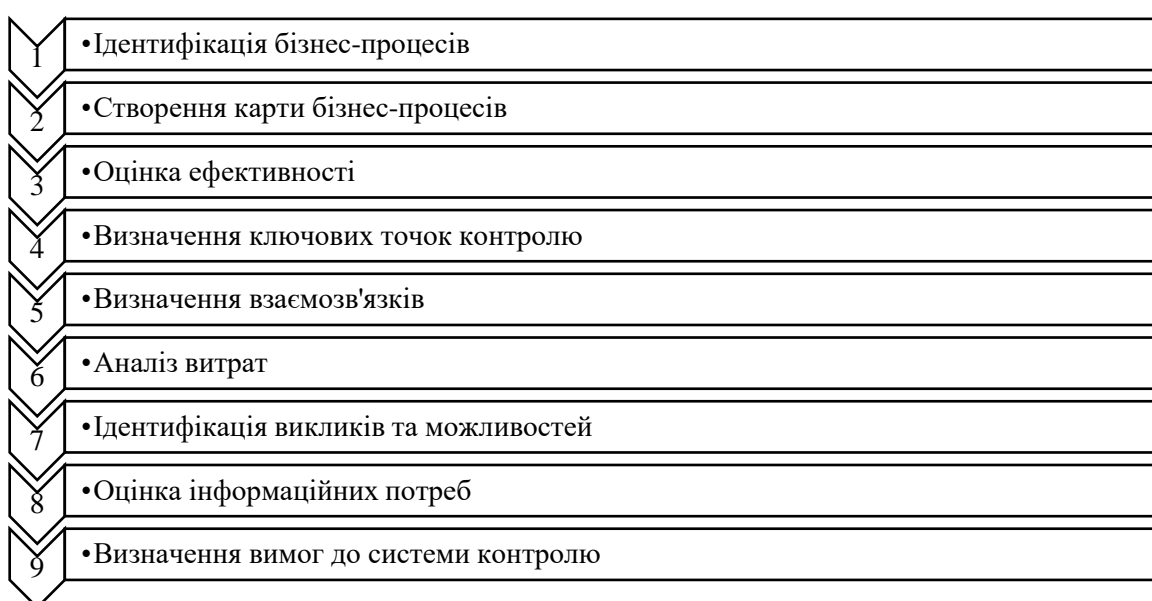 1 •Ідентифікація бізнес-процесів
2 •Створення карти бізнес-процесів
3 •Оцінка ефективності
4 •Визначення ключових точок контролю
5 •Визначення взаємозв'язків
6 •Аналіз витрат
7 •Ідентифікація викликів та можливостей
8 •Оцінка інформаційних потреб
9 •Визначення вимог до системи контролю